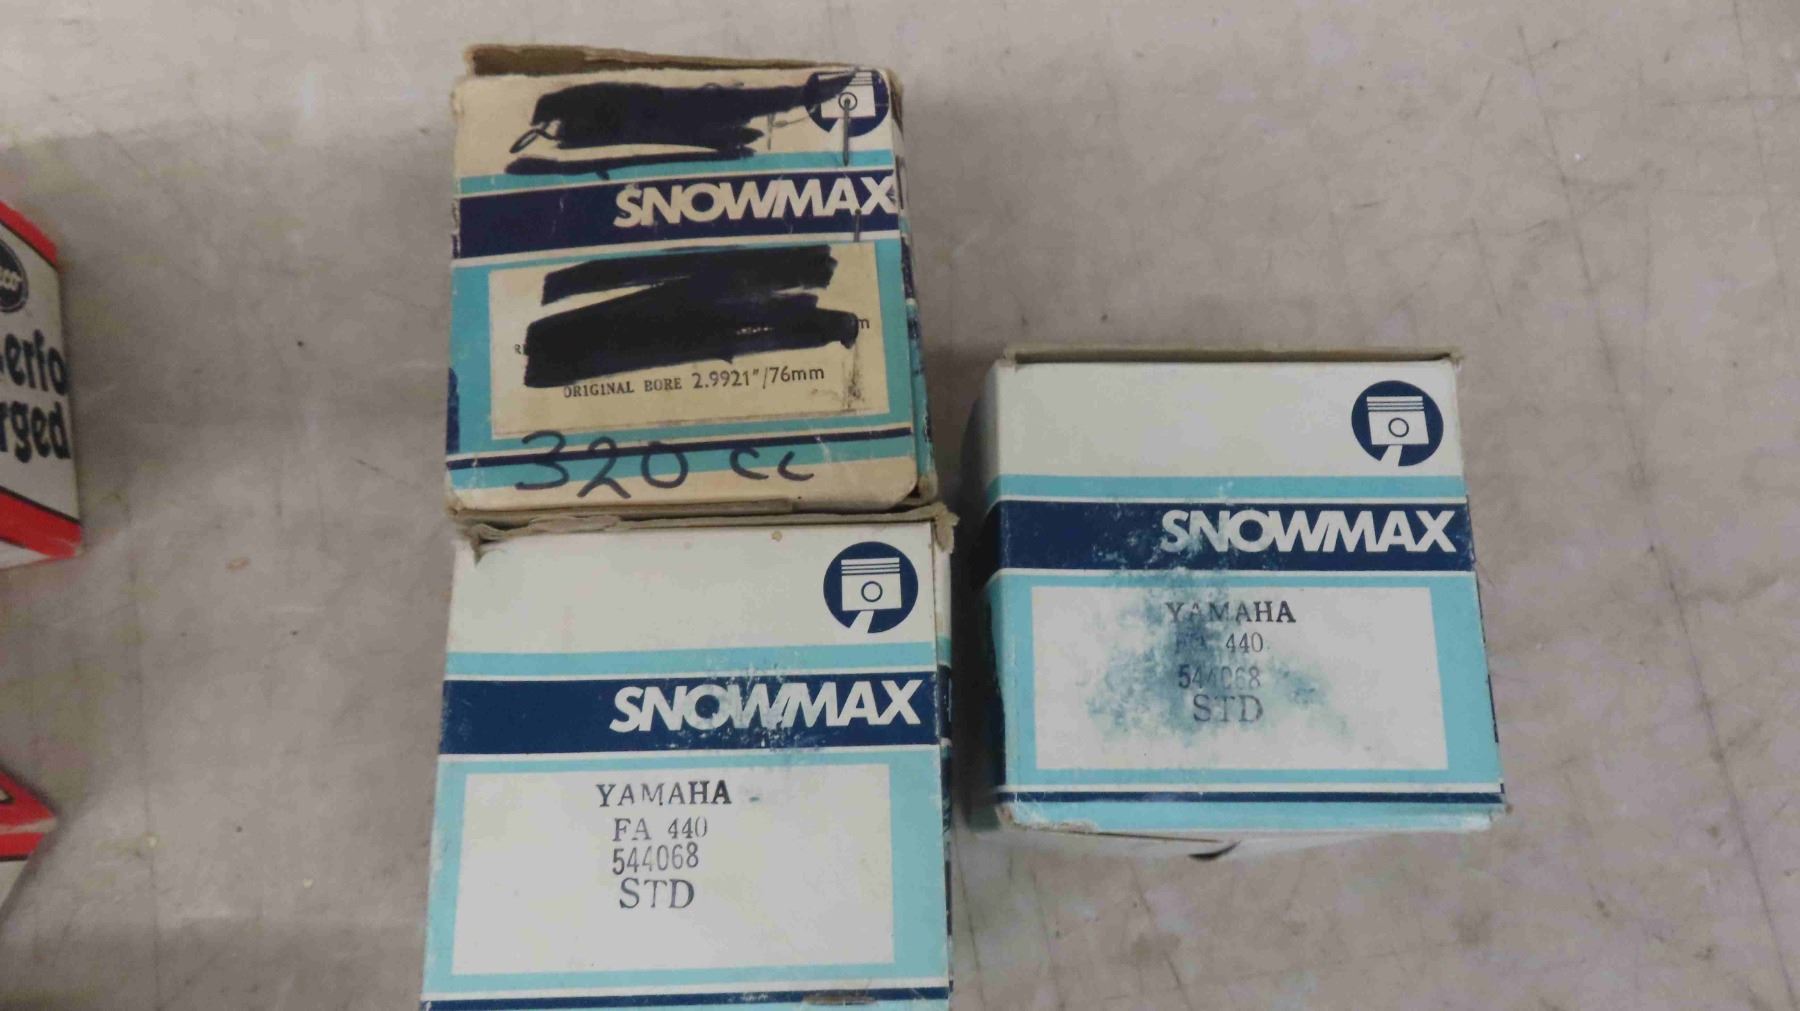 SNOWMAX
ORIGINAL BORE 2.9921"/76mm
320 cc
SNOWMAX
YAMAHA
FA 440
544068
STD
SNOWMAX
YAMAHA
FA 440
544068
STD